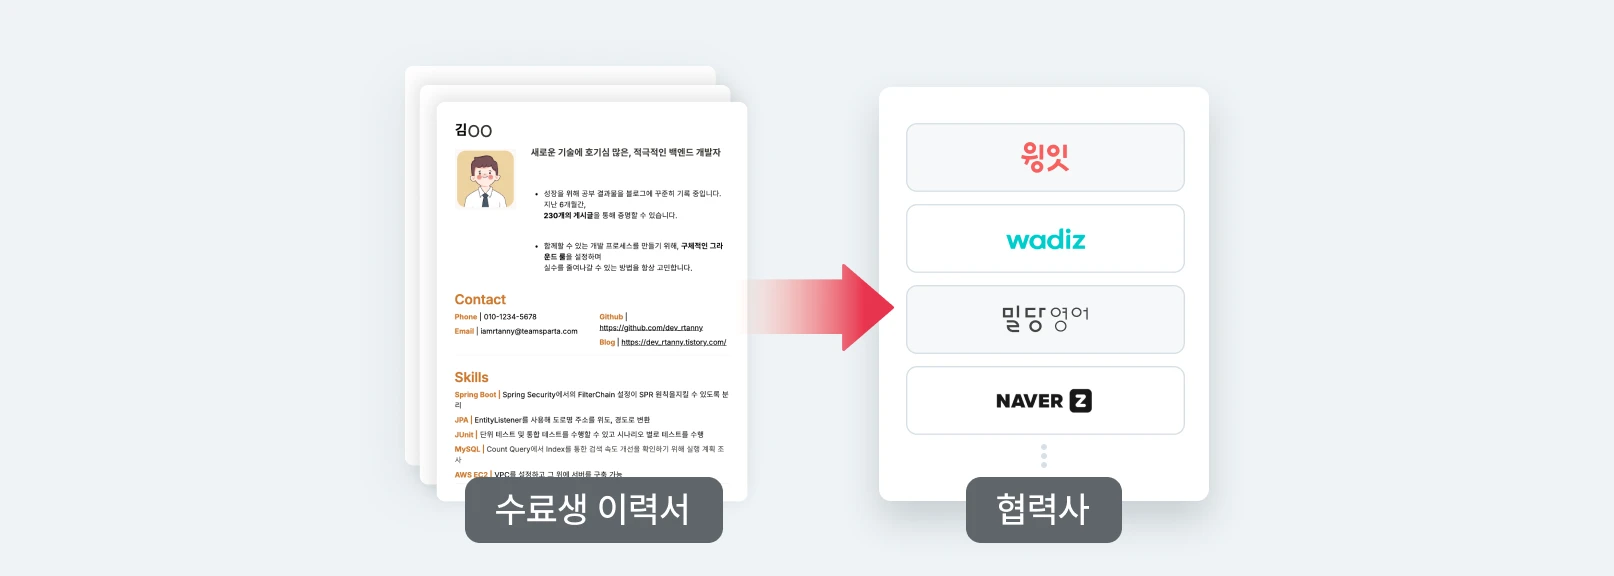 김OO
새로운 기술에 호기심 많은, 적극적인 백엔드 개발자
• 성장을 위해 공부 결과물을 블로그에 꾸준히 기록 중입니다.
지난 6개월간,
230개의 게시글을 통해 증명할 수 있습니다.
• 함께할 수 있는 개발 프로세스를 만들기 위해, 구체적인 그라
운드 룰을 설정하며
실수를 줄여나갈 수 있는 방법을 항상 고민합니다.
Contact
Phone | 010-1234-5678
Email | iamrtanny@teamsparta.com
Github |
https://github.com/dev_rtanny
Blog | https://dev_rtanny.tistory.com/
Skills
Spring Boot | Spring Security에서의 FilterChain 설정이 SPR 원칙을지킬 수 있도록 분
리
JPA | EntityListener를 사용해 도로명 주소를 위도, 경도로 변환
JUnit | 단위 테스트 및 통합 테스트를 수행할 수 있고 시나리오 별로 테스트를 수행
MySQL | Count Query에서 Index를 통한 검색 속도 개선을 확인하기 위해 실행 계획 조
사
AWS EC2 | VPC를 설정하고 그 위에 서버를 구축 가능
수료생 이력서
윙잇
wadiz
밀당영어
NAVER Z
협력사